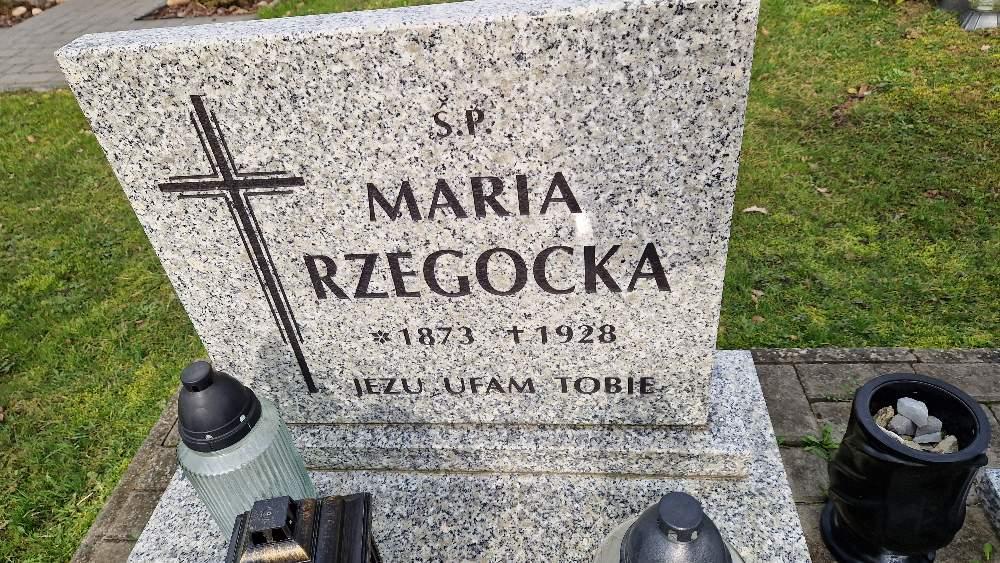 Ś.P.
MARIA
RZEGOCKA
* 1873 † 1928
JEZU UFAM TOBIE